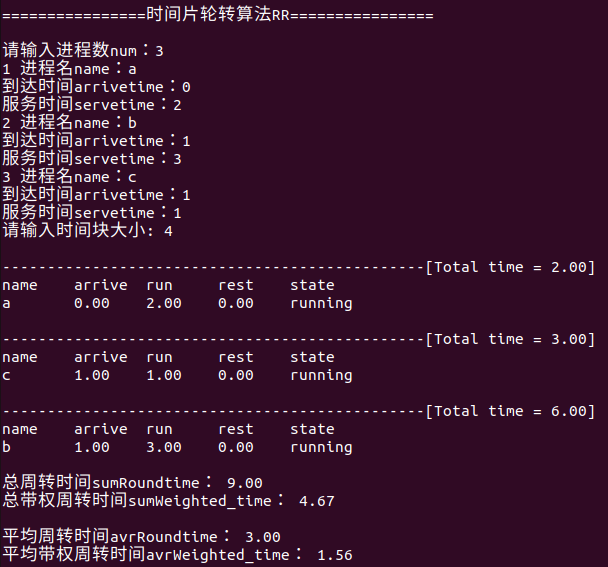 ================时间片轮转算法RR================
请输入进程数num：3
1 进程名name：a
到达时间arrivetime：0
服务时间servetime：2
2 进程名name：b
到达时间arrivetime：1
服务时间servetime：3
3 进程名name：c
到达时间arrivetime：1
服务时间servetime：1
请输入时间块大小: 4
-----------------------------------------------[Total time = 2.00]
name    arrive  run     rest    state
a       0.00    2.00    0.00    running
-----------------------------------------------[Total time = 3.00]
name    arrive  run     rest    state
c       1.00    1.00    0.00    running
-----------------------------------------------[Total time = 6.00]
name    arrive  run     rest    state
b       1.00    3.00    0.00    running
总周转时间sumRoundtime： 9.00
总带权周转时间sumWeighted_time： 4.67
平均周转时间avrRoundtime： 3.00
平均带权周转时间avrWeighted_time： 1.56